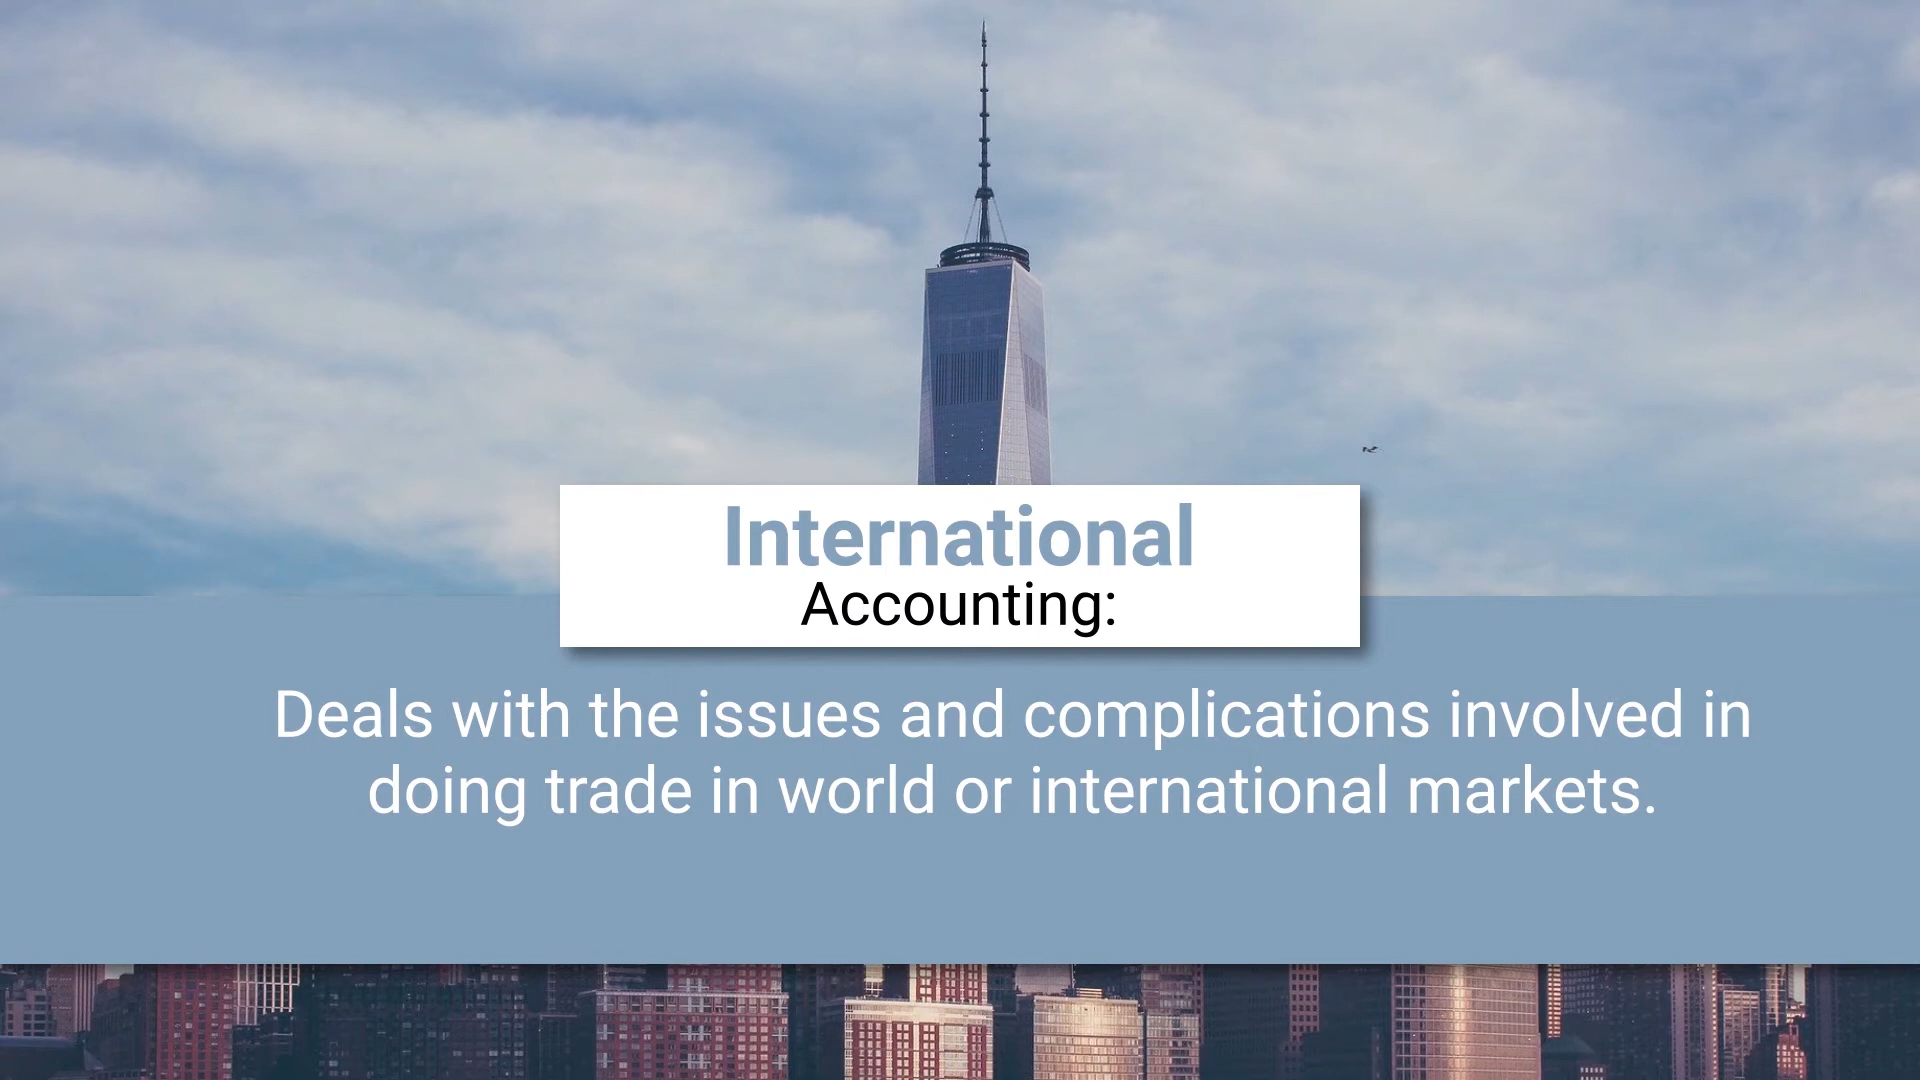 International
Accounting:
Deals with the issues and complications involved in
doing trade in world or international markets.